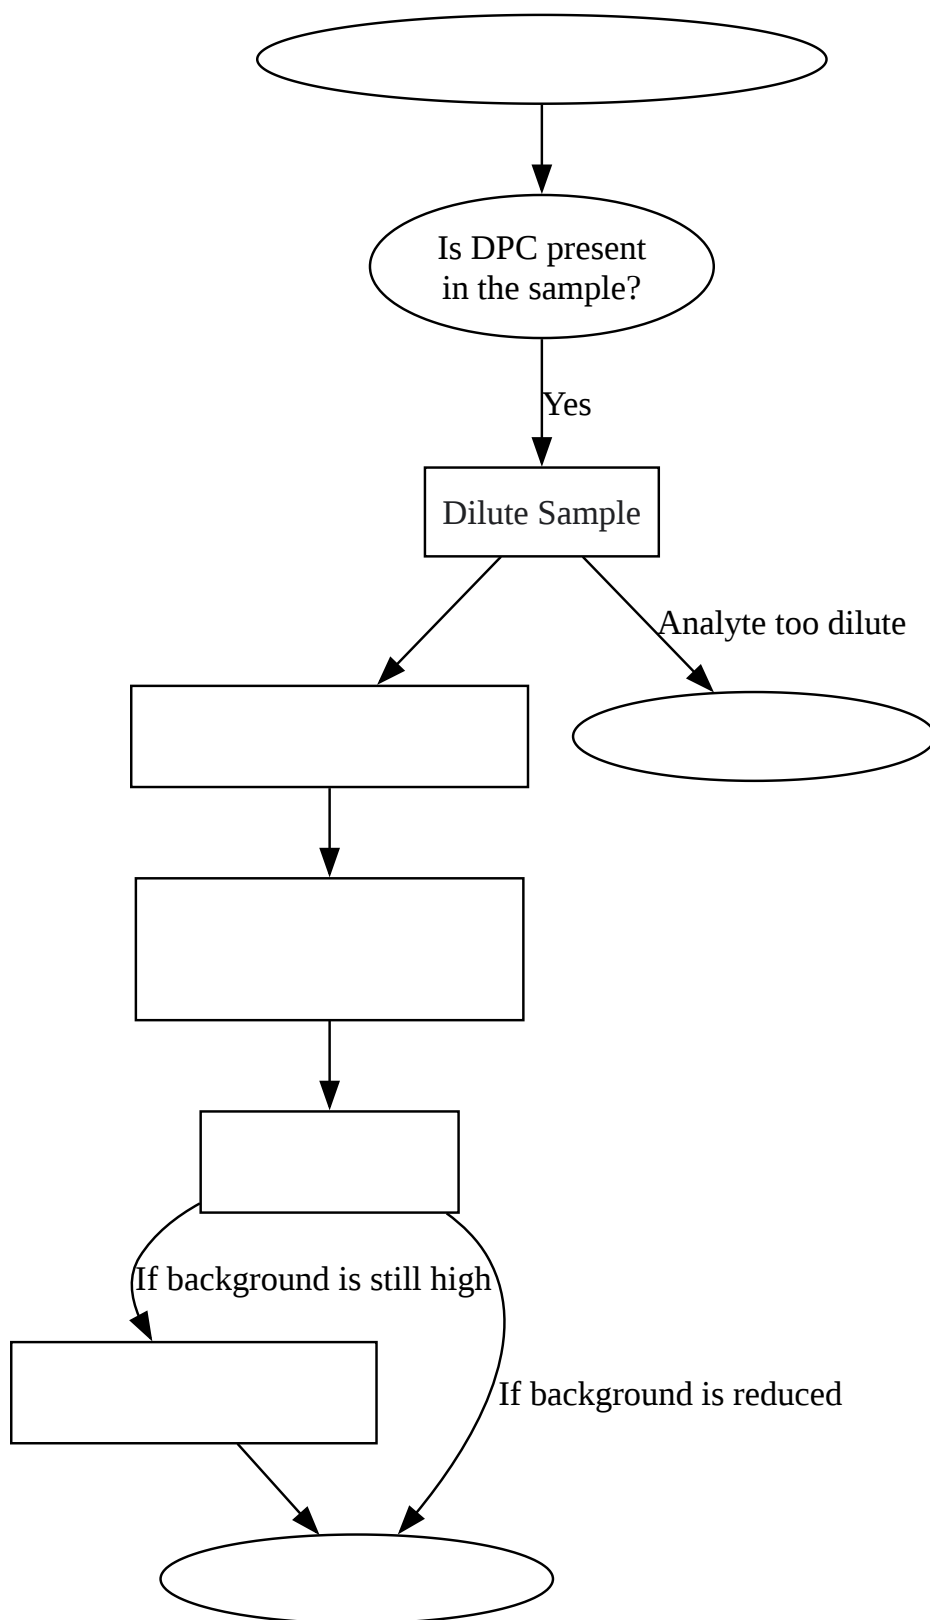 Is DPC present
in the sample?
Yes
Dilute Sample
Analyte too dilute
If background is still high
If background is reduced